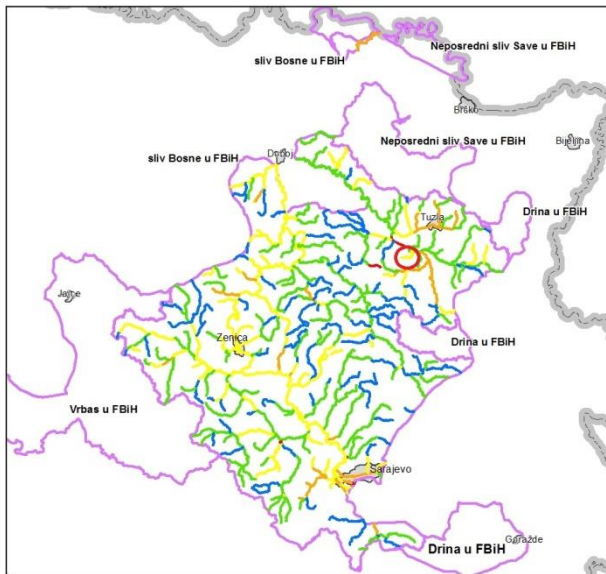 Neposredni sliv Save u FBiH
sliv Bosne u FBiH
Brčko
Neposredni sliv Save u FBiH
Bijeljina
Doboj
sliv Bosne u FBiH
Drina u FBiH
Tuzla
Jajce
Zenica
Drina u FBiH
Vrbas u FBiH
Sarajevo
Goražde
Drina u FBiH